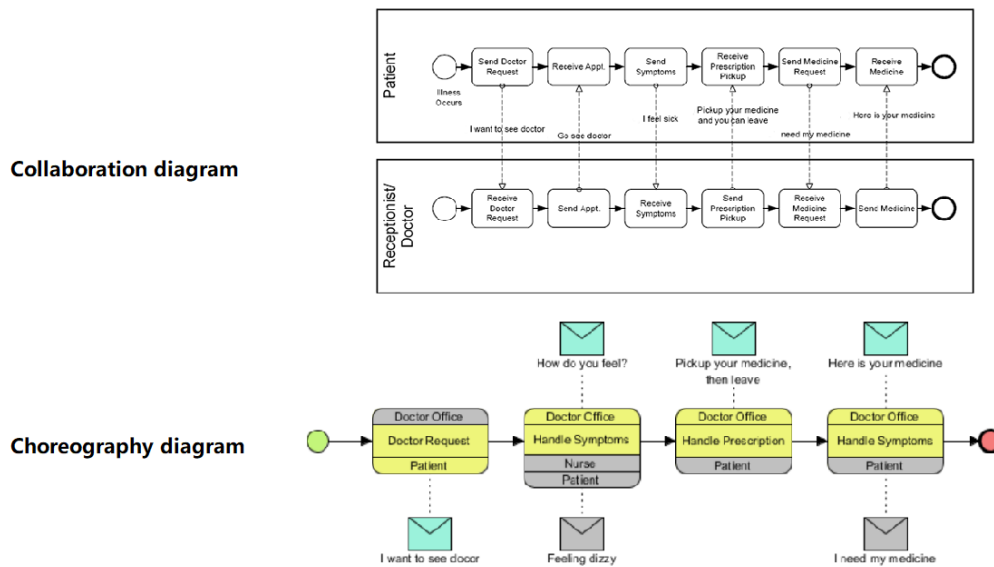 Collaboration diagram
Patient
Illness
Occurs
Send Doctor
Request
Receive Appt.
Send
Symptoms
Receive
Prescription
Pickup
Send Medicine
Request
Receive
Medicine
I want to see doctor
Go see doctor
I feel sick
Pickup your medicine
and you can leave
need my medicine
Here is your medicine
Receptionist/
Doctor
Receive
Doctor
Request
Send Appt.
Receive
Symptoms
Send
Prescription
Pickup
Receive
Medicine
Request
Send Medicine
Choreography diagram
How do you feel?
Pickup your medicine,
then leave
Here is your medicine
Doctor Office
Doctor Request
Patient
Doctor Office
Handle Symptoms
Nurse
Patient
Doctor Office
Handle Prescription
Patient
Doctor Office
Handle Symptoms
Patient
I want to see docor
Feeling dizzy
I need my medicine